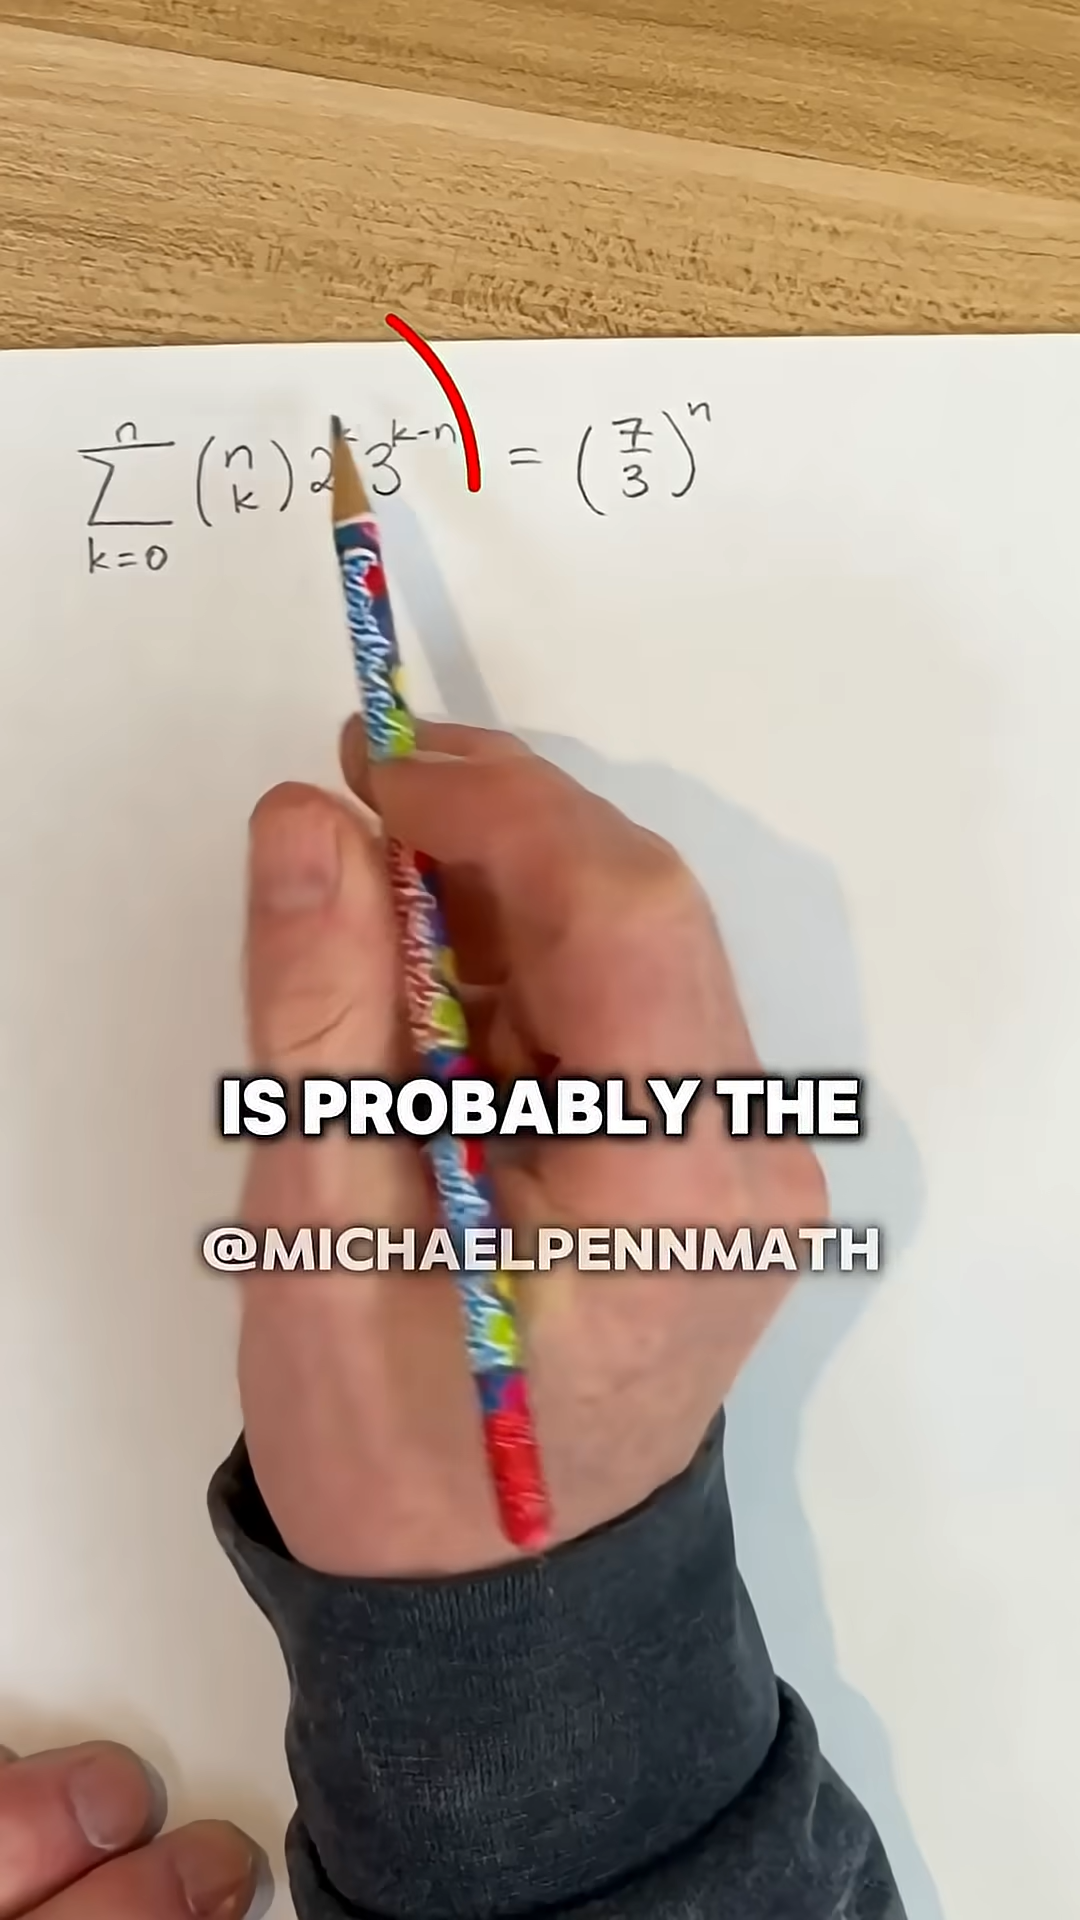 n
∑ (n k) 2^k 3^(k-n) = (7/3)^n
k=0
IS PROBABLY THE
@MICHAELPENNMATH